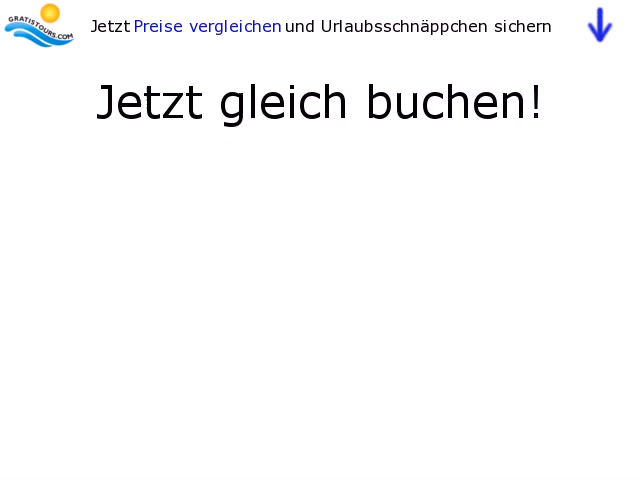 GRATISTOURS.COM
Jetzt Preise vergleichen und Urlaubsschnäppchen sichern
Jetzt gleich buchen!